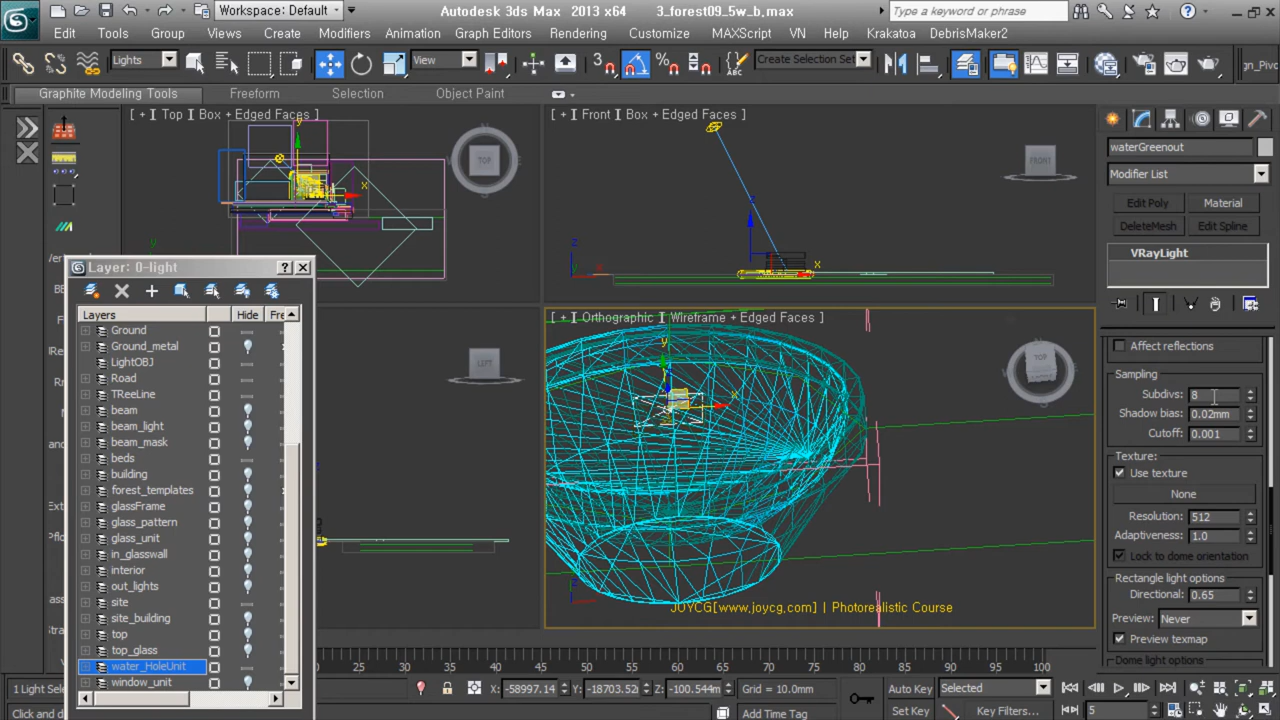 Workspace: Default
Autodesk 3ds Max 2013 x64
3_forest09_5w_b,max
Type a keyword or phrase
Edit Tools Group Views Create Modifiers Animation Graph Editors Rendering Customize MAXScript VN Help Krakatoa DebrisMaker2
Lights
View
3
Create Selection Set
gn_Pivo
Graphite Modeling Tools Freeform Selection Object Paint
[ + ] Top ] Box + Edged Faces ]
TOP
[ + ] Front ] Box + Edged Faces ]
FRONT
waterGreenout
Modifier List
Edit Poly Material
DeleteMesh Edit Spline
VRayLight
Layer: 0-light
Layers Hide Fre
Ground
Ground_metal
LightOBJ
Road
TReeLine
beam
beam_light
beam_mask
beds
building
forest_templates
glassFrame
glass_pattern
glass_unit
in_glasswall
interior
out_lights
site
site_building
top
top_glass
water_HoleUnit
window_unit
LEFT
[ + ] Orthographic ] Wireframe + Edged Faces ]
TOP
JOYCG[www.joycg.com] | Photorealistic Course
Affect reflections
Sampling
Subdivs: 8
Shadow bias: 0.02mm
Cutoff: 0.001
Texture:
Use texture
None
Resolution: 512
Adaptiveness: 1.0
Lock to dome orientation
Rectangle light options
Directional: 0.65
Preview: Never
Preview texmap
Dome light options
20 30 40 50 60 70 80 90 100
1 Light Sele
X: -58997.14 Y: -18703.52 Z: -100.544m Grid = 10.0mm
Auto Key Selected
Click and d
Add Time Tag
Set Key Key Filters...
5